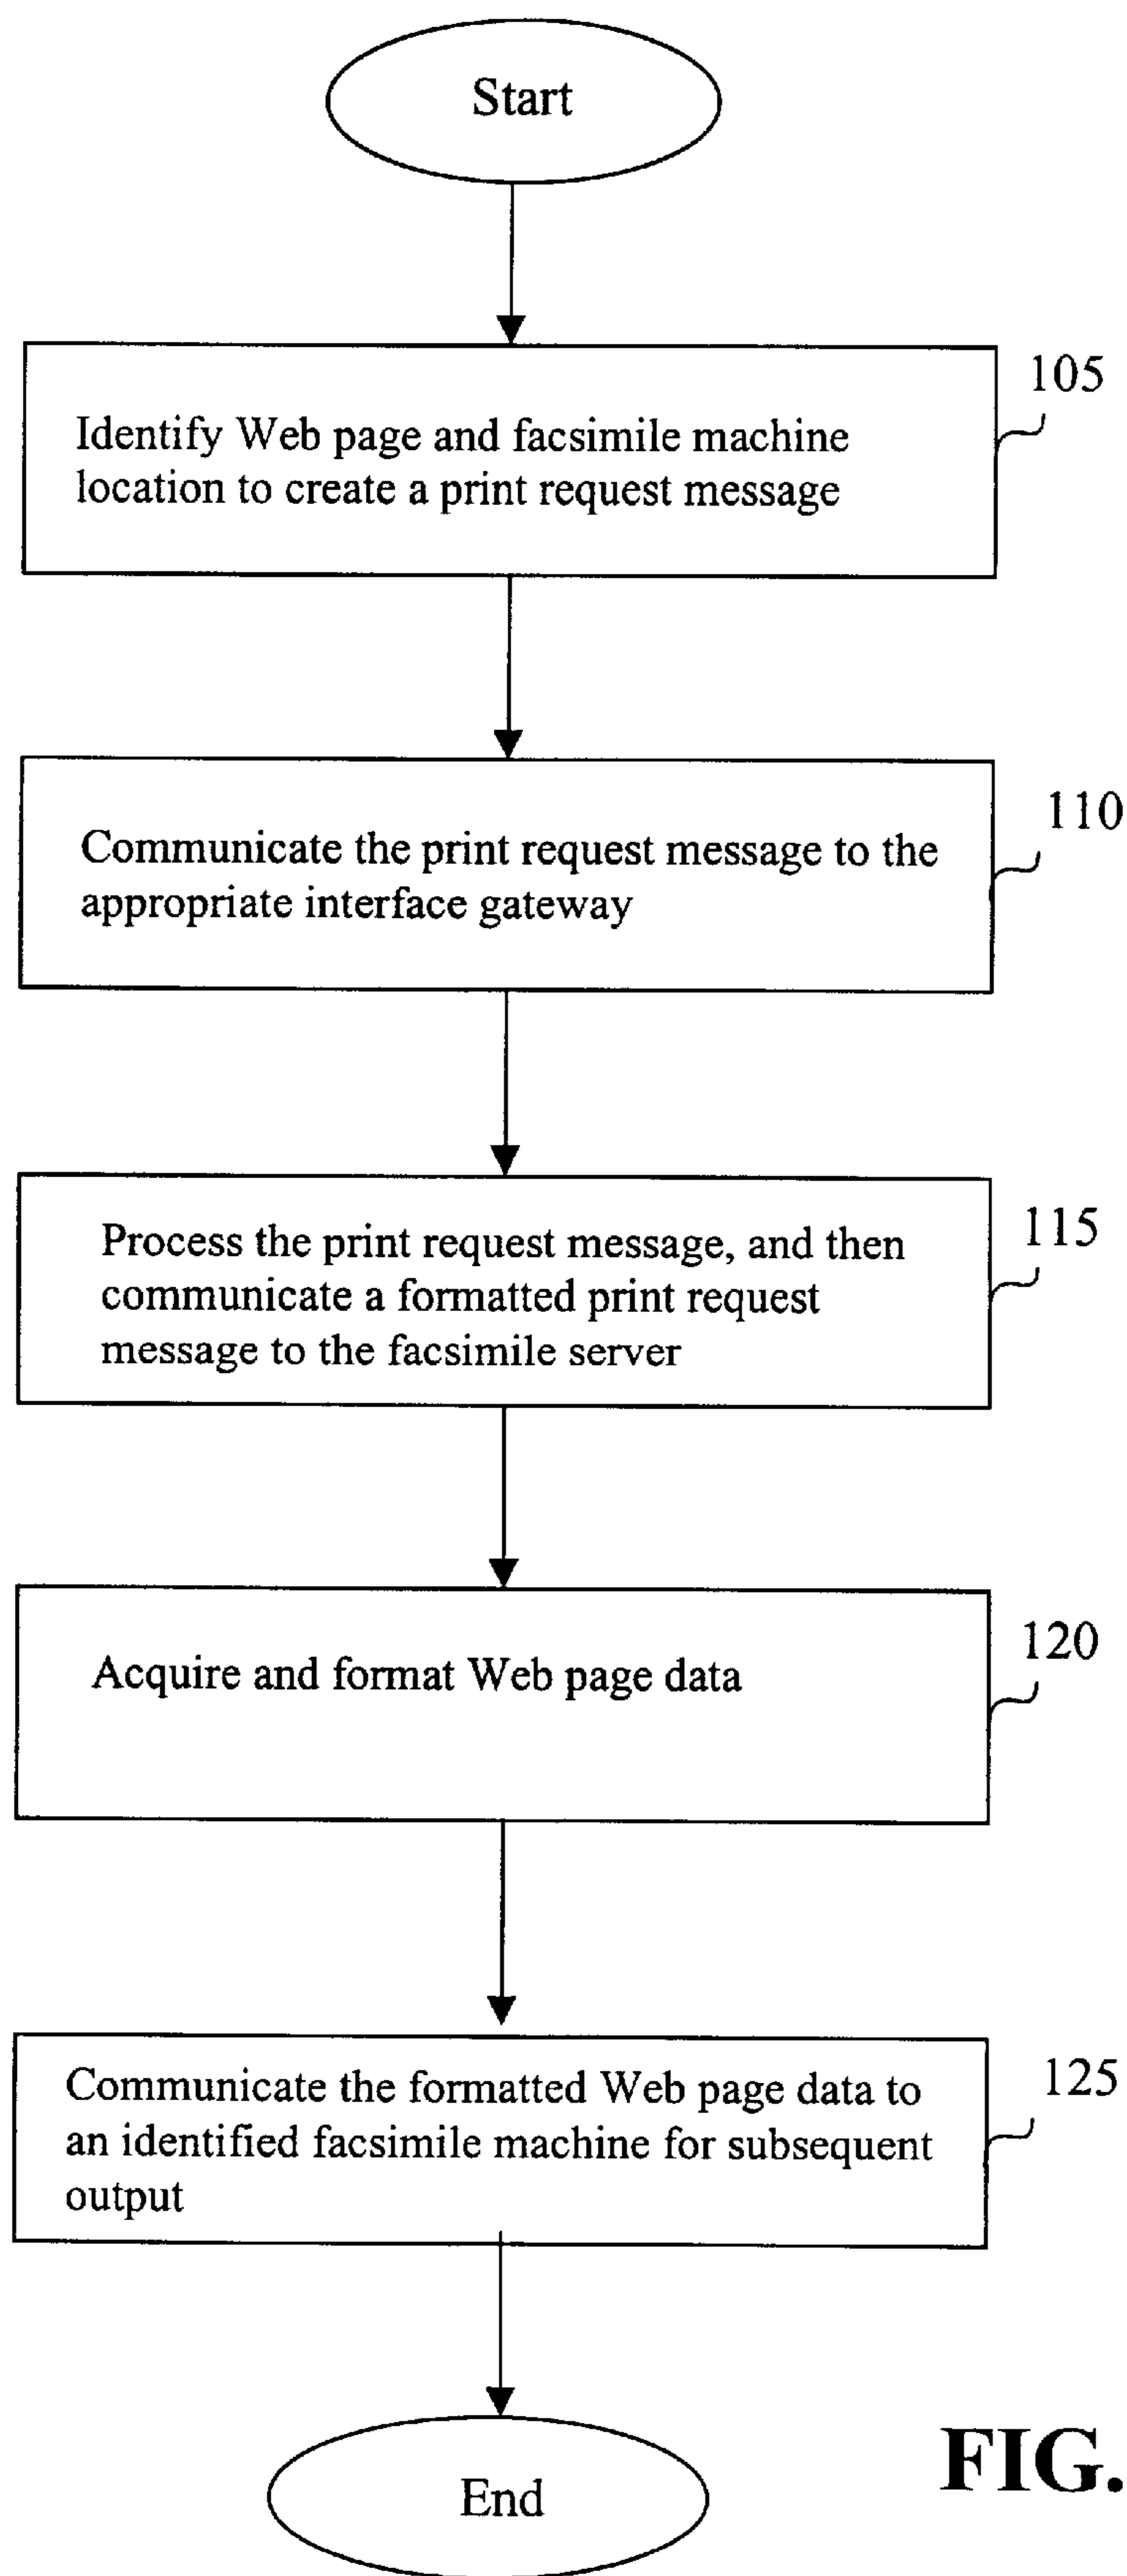 Start
105
Identify Web page and facsimile machine
location to create a print request message
110
Communicate the print request message to the
appropriate interface gateway
115
Process the print request message, and then
communicate a formatted print request
message to the facsimile server
120
Acquire and format Web page data
125
Communicate the formatted Web page data to
an identified facsimile machine for subsequent
output
End
FIG.